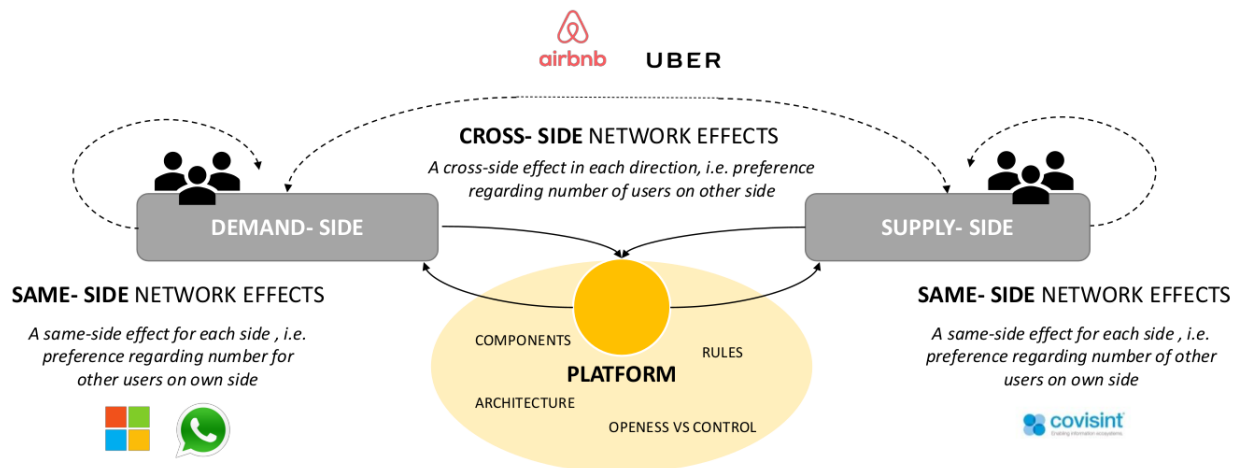 airbnb
UBER
CROSS- SIDE NETWORK EFFECTS
A cross-side effect in each direction, i.e. preference
regarding number of users on other side
DEMAND- SIDE
SUPPLY- SIDE
SAME- SIDE NETWORK EFFECTS
A same-side effect for each side , i.e.
preference regarding number for
other users on own side
COMPONENTS
RULES
PLATFORM
ARCHITECTURE
OPENESS VS CONTROL
SAME- SIDE NETWORK EFFECTS
A same-side effect for each side , i.e.
preference regarding number of other
users on own side
covisint
Enabling information ecosystems